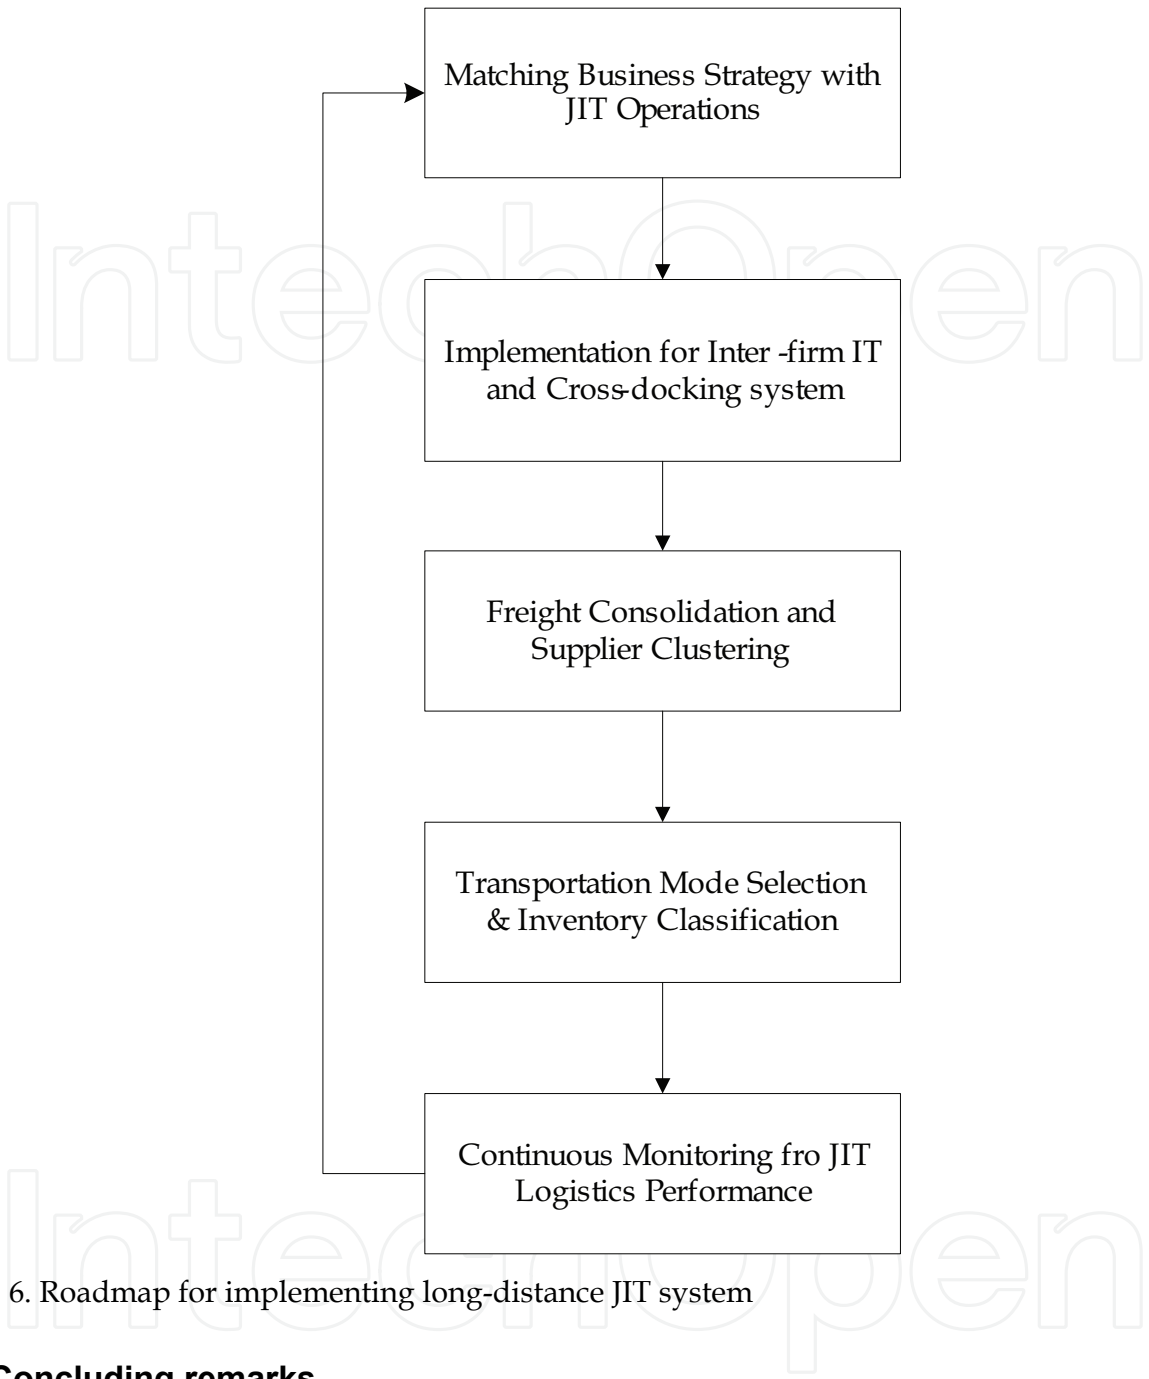 Matching Business Strategy with
JIT Operations
Implementation for Inter -firm IT
and Cross-docking system
Freight Consolidation and
Supplier Clustering
Transportation Mode Selection
& Inventory Classification
Continuous Monitoring fro JIT
Logistics Performance
6. Roadmap for implementing long-distance JIT system
Concluding remarks
IntechOpen
IntechOpen